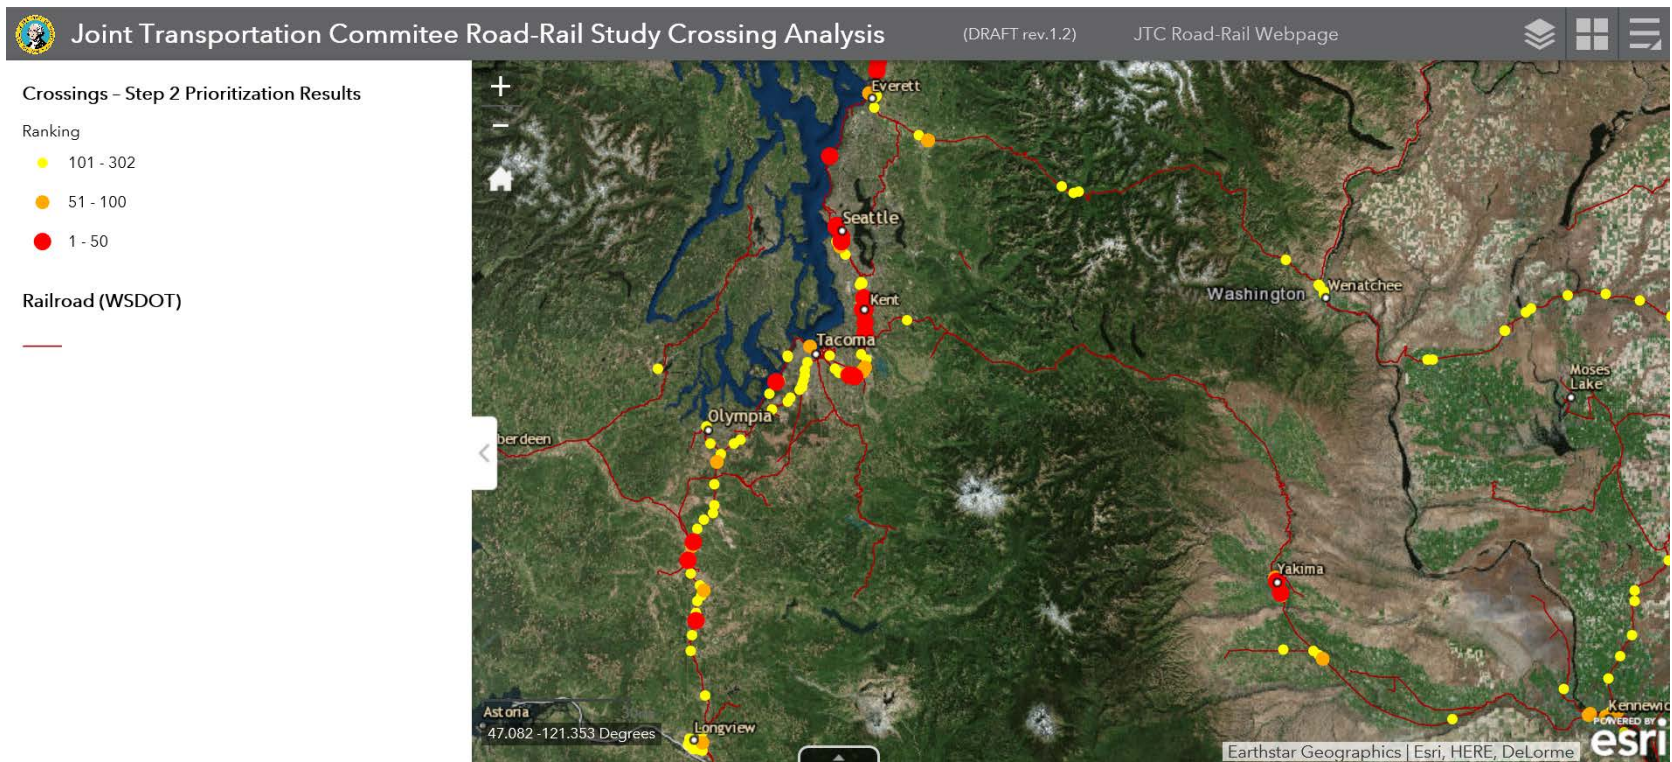 Joint Transportation Commitee Road-Rail Study Crossing Analysis
(DRAFT rev.1.2)
JTC Road-Rail Webpage
Crossings – Step 2 Prioritization Results
Ranking
101 - 302
51 - 100
1 - 50
Railroad (WSDOT)
+
−
Everett
Seattle
Kent
Washington
Wenatchee
Tacoma
Moses
Lake
Olympia
berdeen
Yakima
Astoria
Longview
Kennewic
47.082 -121.353 Degrees
POWERED BY
esri
Earthstar Geographics | Esri, HERE, DeLorme